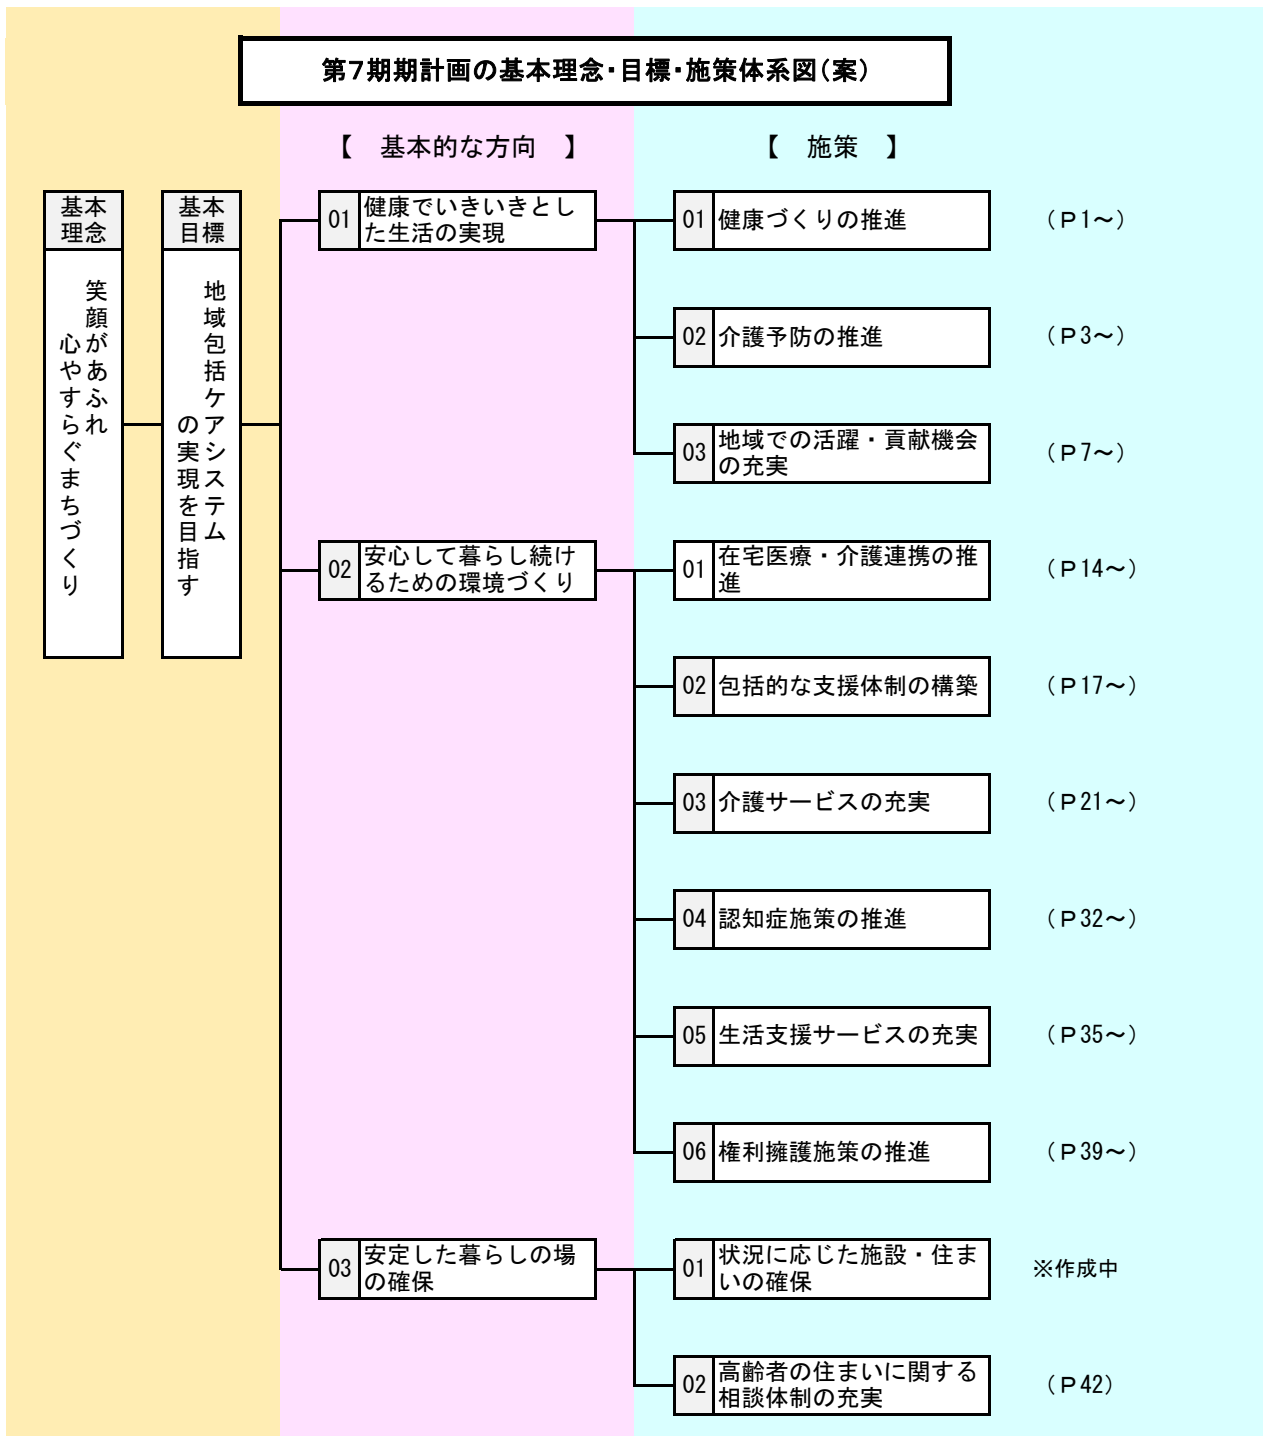 第7期期計画の基本理念・目標・施策体系図(案)
【　基本的な方向　】
【　施策　】
基本
理念
笑顔があふれ
心やすらぐまちづくり
基本
目標
地域包括ケアシステム
の実現を目指す
01
健康でいきいきとし
た生活の実現
01
健康づくりの推進
（Ｐ1～）
02
介護予防の推進
（Ｐ3～）
03
地域での活躍・貢献機会
の充実
（Ｐ7～）
02
安心して暮らし続け
るための環境づくり
01
在宅医療・介護連携の推
進
（Ｐ14～）
02
包括的な支援体制の構築
（Ｐ17～）
03
介護サービスの充実
（Ｐ21～）
04
認知症施策の推進
（Ｐ32～）
05
生活支援サービスの充実
（Ｐ35～）
06
権利擁護施策の推進
（Ｐ39～）
03
安定した暮らしの場
の確保
01
状況に応じた施設・住ま
いの確保
※作成中
02
高齢者の住まいに関する
相談体制の充実
（Ｐ42）